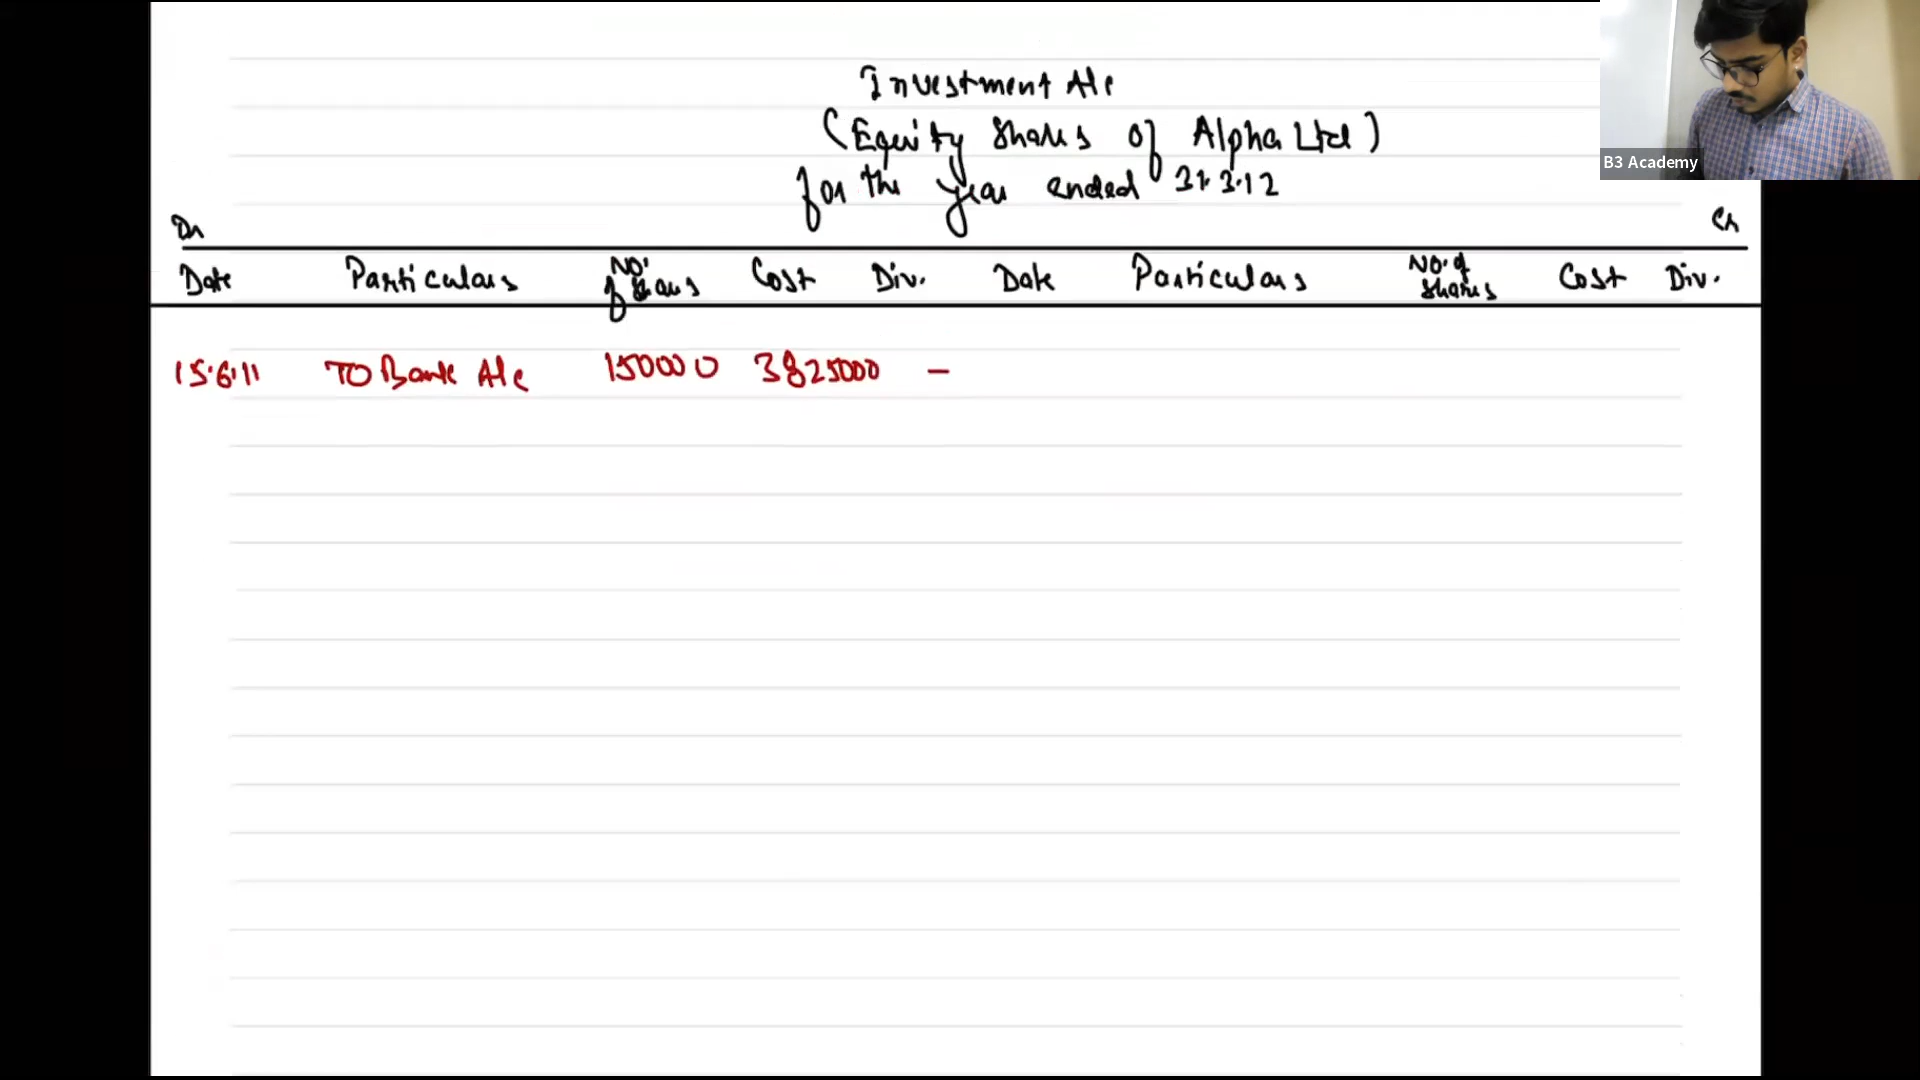 Investment A/c
(Equity Shares of Alpha Ltd)
for the year ended 31.3.12
B3 Academy
Dr Cr
Date Particulars No. of Shares Cost Div. Date Particulars No. of Shares Cost Div.
15.6.11 TO Bank A/c 150000 3825000 —